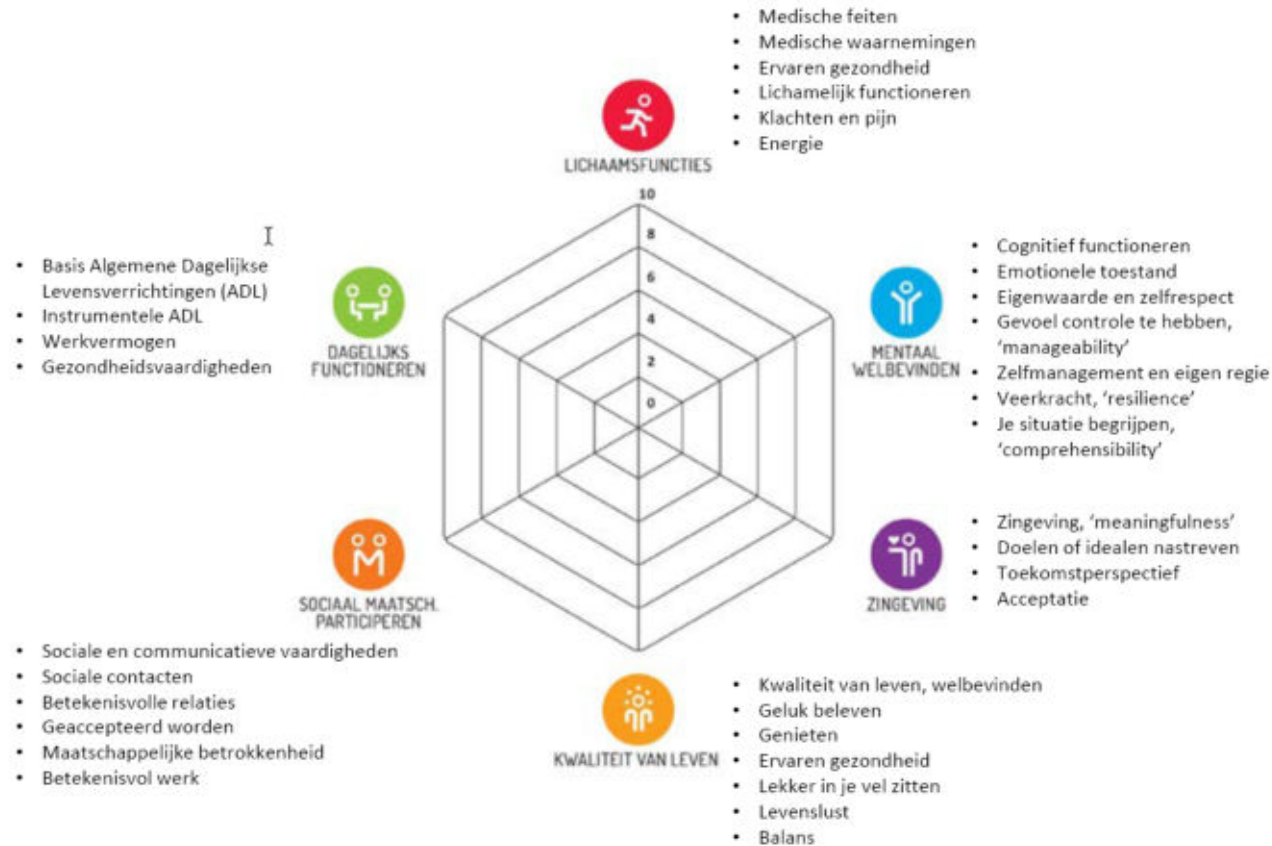 • Medische feiten
• Medische waarnemingen
• Ervaren gezondheid
• Lichamelijk functioneren
• Klachten en pijn
• Energie
LICHAAMSFUNCTIES
10
8
6
4
2
0
• Cognitief functioneren
• Emotionele toestand
• Eigenwaarde en zelfrespect
• Gevoel controle te hebben,
‘manageability’
• Zelfmanagement en eigen regie
• Veerkracht, ‘resilience’
• Je situatie begrijpen,
‘comprehensibility’
MENTAAL
WELBEVINDEN
• Zingeving, ‘meaningfulness’
• Doelen of idealen nastreven
• Toekomstperspectief
• Acceptatie
ZINGEVING
• Kwaliteit van leven, welbevinden
• Geluk beleven
• Genieten
• Ervaren gezondheid
• Lekker in je vel zitten
• Levenslust
• Balans
KWALITEIT VAN LEVEN
SOCIAAL MAATSCH.
PARTICIPEREN
• Sociale en communicatieve vaardigheden
• Sociale contacten
• Betekenisvolle relaties
• Geaccepteerd worden
• Maatschappelijke betrokkenheid
• Betekenisvol werk
• Basis Algemene Dagelijkse
Levensverrichtingen (ADL)
• Instrumentele ADL
• Werkvermogen
• Gezondheidsvaardigheden
DAGELIJKS
FUNCTIONEREN